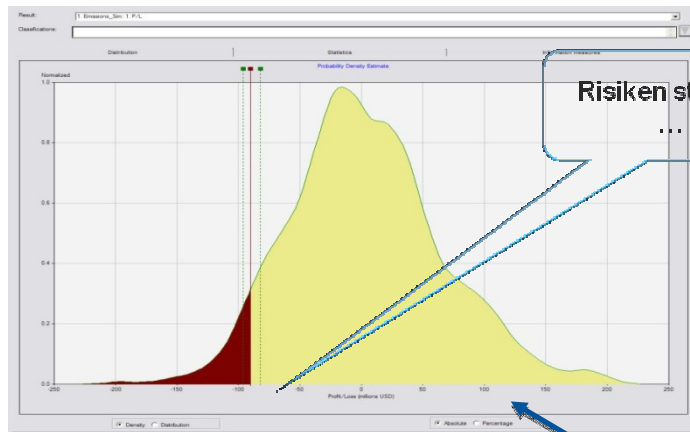 Result:
1. Emissions_Sim: 1. P/L
Classifications:
Distribution
Statistics
Probability Density Estimate
Normalized
Risiken
...
1.0
0.8
0.6
0.4
0.2
0.0
-250 -200 -150 -100 -50 0 50 100 150 200 250
Profit/Loss (millions USD)
Density Distribution
Absolute Percentage